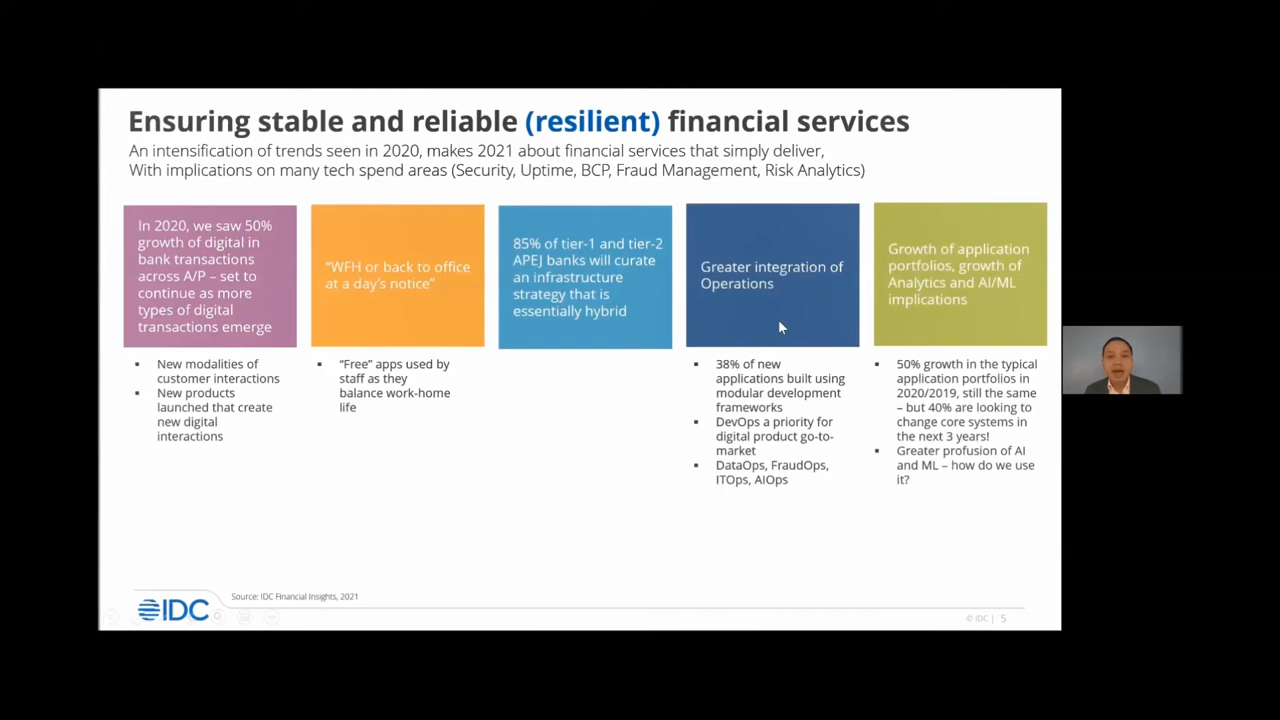 Ensuring stable and reliable (resilient) financial services
An intensification of trends seen in 2020, makes 2021 about financial services that simply deliver,
With implications on many tech spend areas (Security, Uptime, BCP, Fraud Management, Risk Analytics)
In 2020, we saw 50%
growth of digital in
bank transactions
across A/P – set to
continue as more
types of digital
transactions emerge
▪ New modalities of
customer interactions
▪ New products
launched that create
new digital
interactions
“WFH or back to office
at a day’s notice”
▪ “Free” apps used by
staff as they
balance work-home
life
85% of tier-1 and tier-2
APEJ banks will curate
an infrastructure
strategy that is
essentially hybrid
Greater integration of
Operations
▪ 38% of new
applications built using
modular development
frameworks
▪ DevOps a priority for
digital product go-to-
market
▪ DataOps, FraudOps,
ITOps, AIOps
Growth of application
portfolios, growth of
Analytics and AI/ML
implications
▪ 50% growth in the typical
application portfolios in
2020/2019, still the same
– but 40% are looking to
change core systems in
the next 3 years!
▪ Greater profusion of AI
and ML – how do we use
it?
Source: IDC Financial Insights, 2021
IDC
© IDC | 5